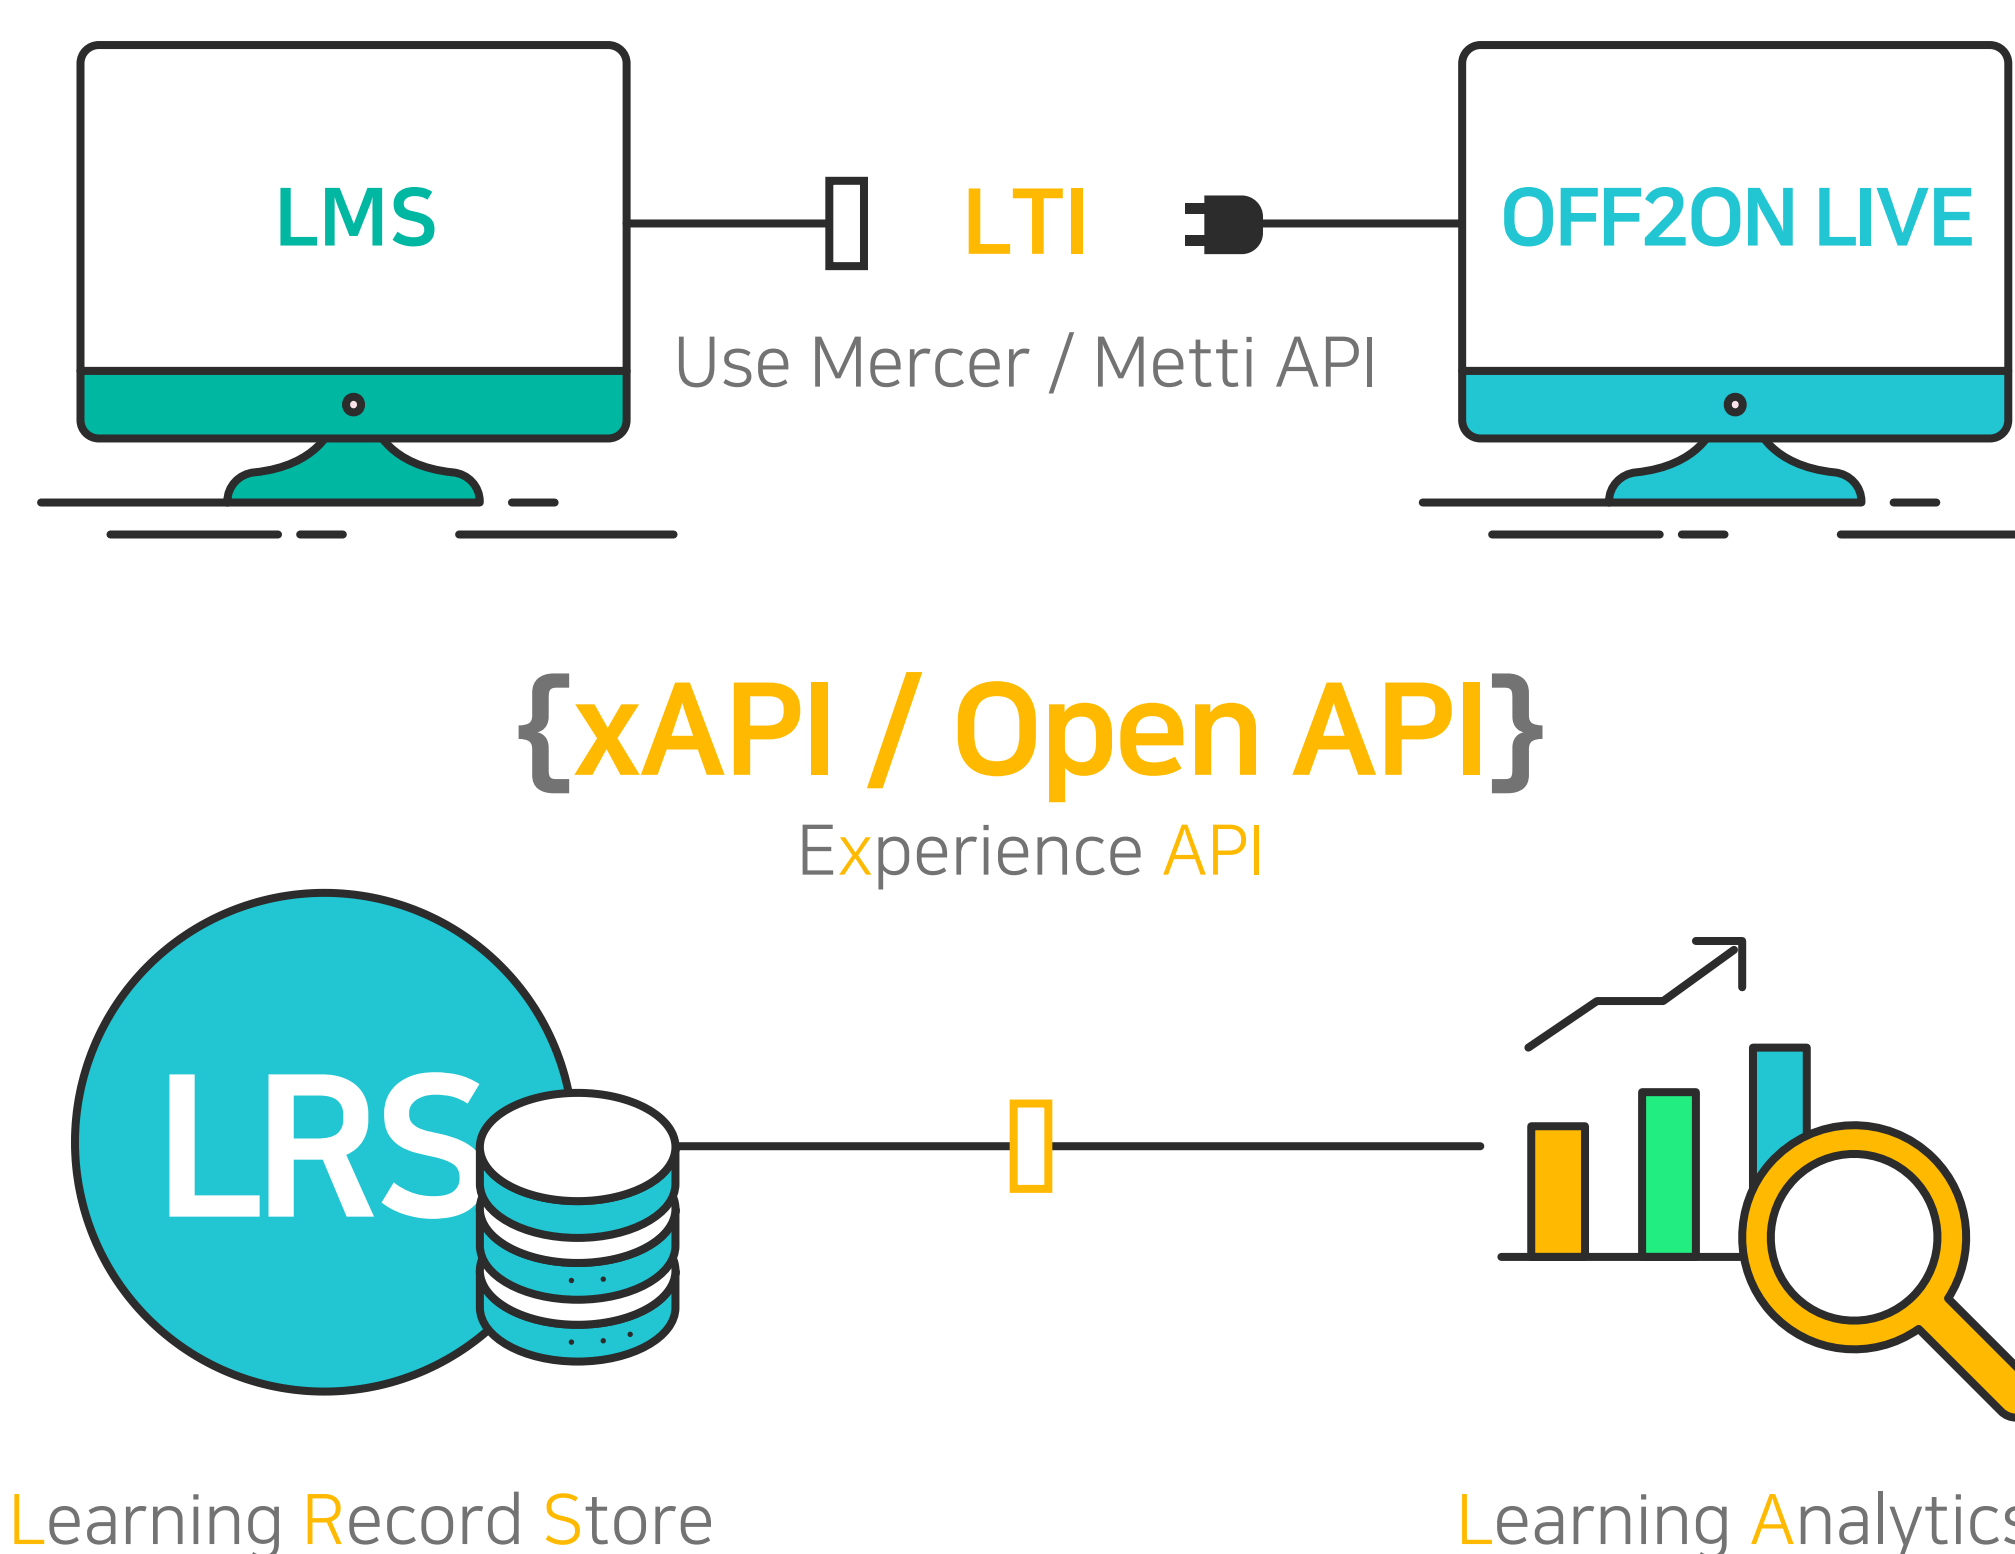 LMS
LTI
OFF2ON LIVE
Use Mercer / Metti API
{xAPI / Open API}
Experience API
LRS
Learning Record Store
Learning Analytics